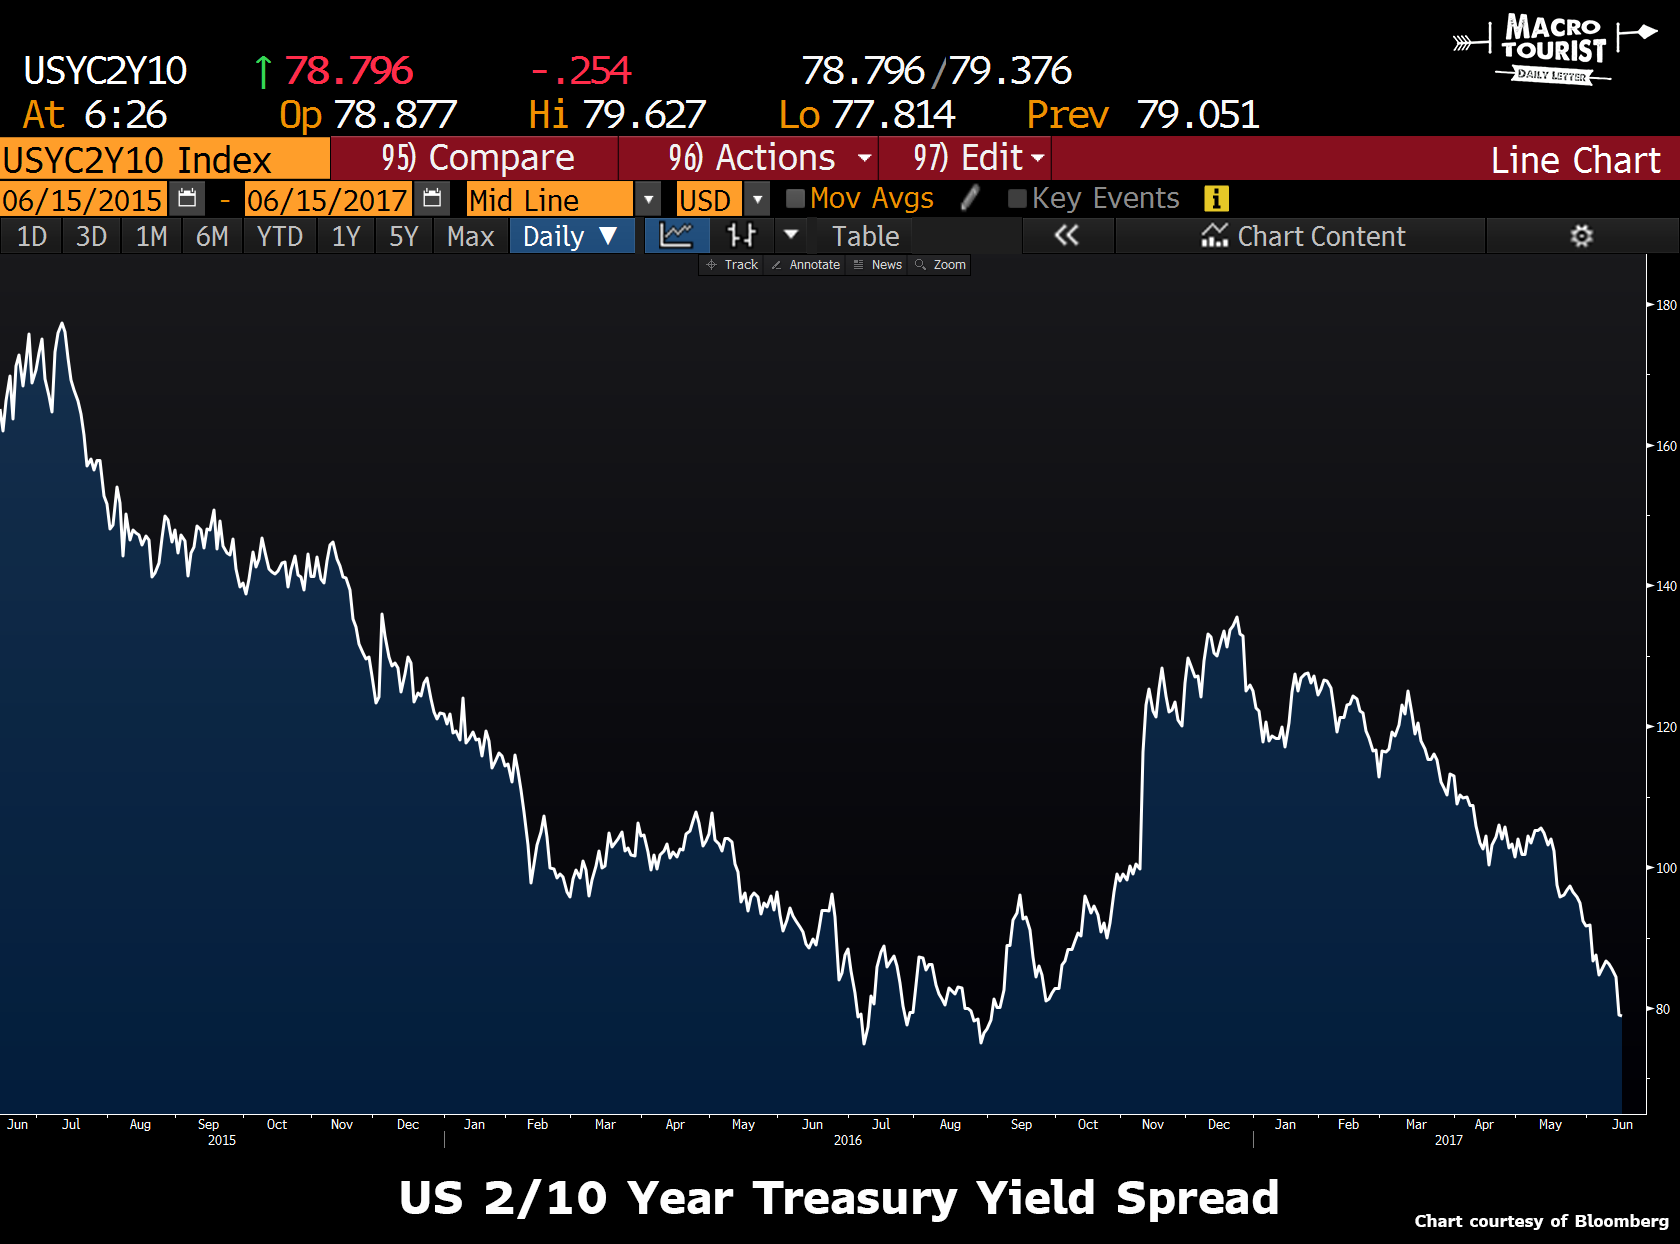 MACRO
TOURIST
DAILY LETTER
USYC2Y10 ↑ 78.796 -.254 78.796/79.376
At 6:26 Op 78.877 Hi 79.627 Lo 77.814 Prev 79.051
USYC2Y10 Index 95) Compare 96) Actions 97) Edit Line Chart
06/15/2015 - 06/15/2017 Mid Line USD Mov Avgs Key Events i
1D 3D 1M 6M YTD 1Y 5Y Max Daily ▼ Table « Chart Content
Track Annotate News Zoom
180
160
140
120
100
80
Jun Jul Aug Sep Oct Nov Dec Jan Feb Mar Apr May Jun Jul Aug Sep Oct Nov Dec Jan Feb Mar Apr May Jun
2015 2016 2017
US 2/10 Year Treasury Yield Spread
Chart courtesy of Bloomberg